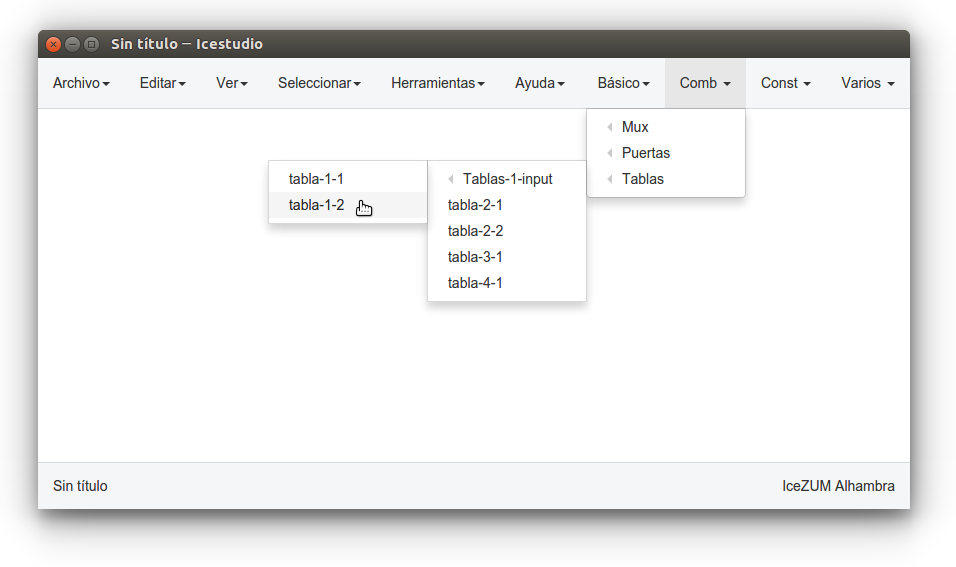 Sin título – Icestudio
Archivo Editar Ver Seleccionar Herramientas Ayuda Básico Comb Const Varios
Mux
Puertas
Tablas
Tablas-1-input
tabla-2-1
tabla-2-2
tabla-3-1
tabla-4-1
tabla-1-1
tabla-1-2
Sin título
IceZUM Alhambra